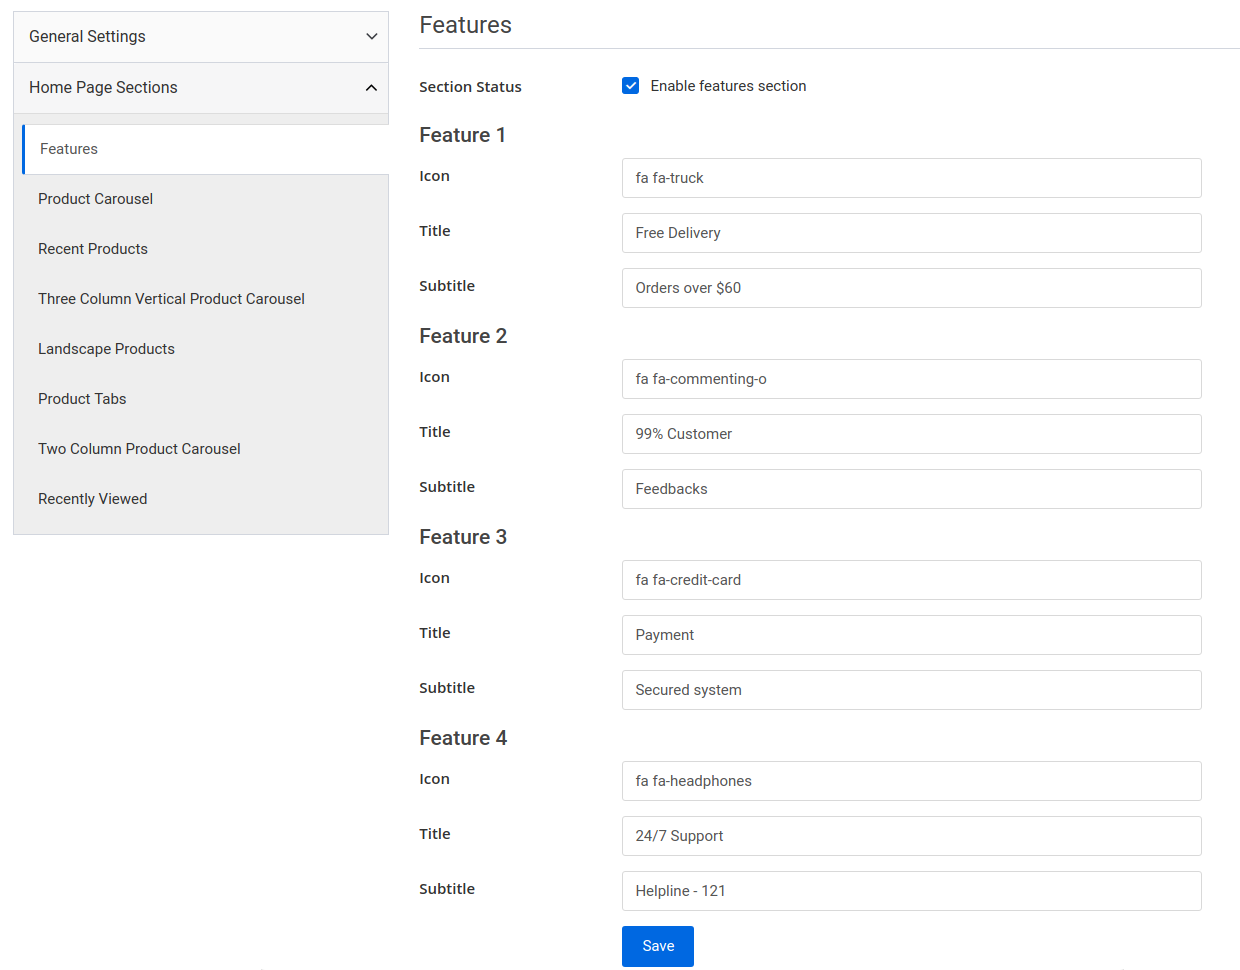 General Settings
Home Page Sections
Features
Product Carousel
Recent Products
Three Column Vertical Product Carousel
Landscape Products
Product Tabs
Two Column Product Carousel
Recently Viewed
Features
Section Status
Enable features section
Feature 1
Icon
fa fa-truck
Title
Free Delivery
Subtitle
Orders over $60
Feature 2
Icon
fa fa-commenting-o
Title
99% Customer
Subtitle
Feedbacks
Feature 3
Icon
fa fa-credit-card
Title
Payment
Subtitle
Secured system
Feature 4
Icon
fa fa-headphones
Title
24/7 Support
Subtitle
Helpline - 121
Save